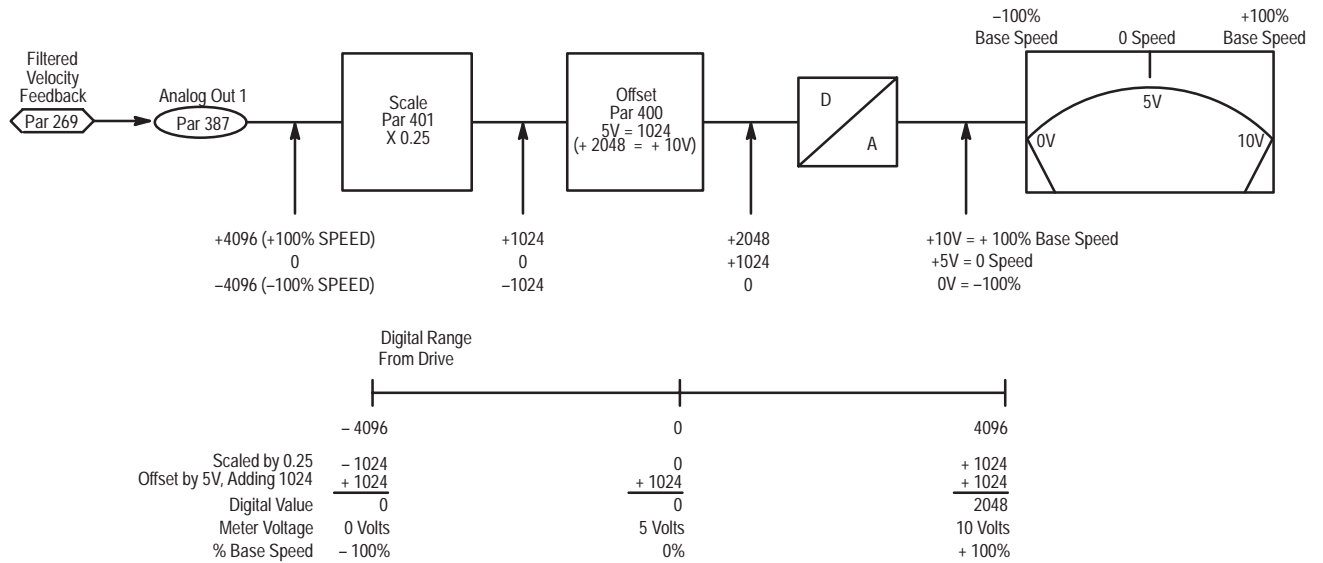 –100%
Base Speed
0 Speed
+100%
Base Speed
Filtered
Velocity
Feedback
Par 269
Analog Out 1
Par 387
Scale
Par 401
X 0.25
Offset
Par 400
5V = 1024
(+ 2048 = + 10V)
D
A
0V
5V
10V
+4096 (+100% SPEED)
0
–4096 (–100% SPEED)
+1024
0
–1024
+2048
+1024
0
+10V = + 100% Base Speed
+5V = 0 Speed
0V = –100%
Digital Range
From Drive
– 4096 0 4096
Scaled by 0.25 – 1024 0 + 1024
Offset by 5V, Adding 1024 + 1024 + 1024 + 1024
Digital Value 0 0 2048
Meter Voltage 0 Volts 5 Volts 10 Volts
% Base Speed – 100% 0% + 100%